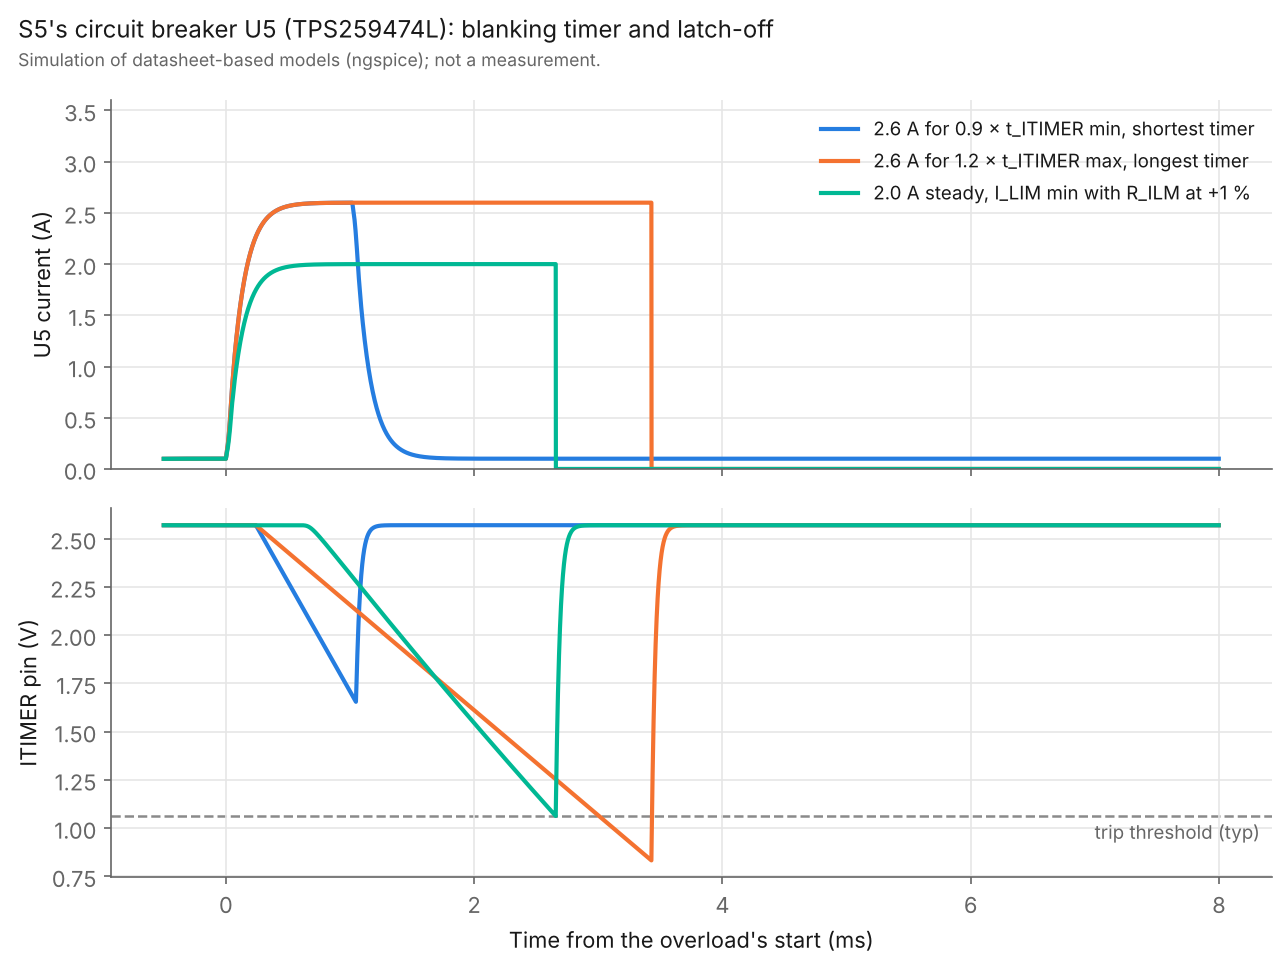 S5's circuit breaker U5 (TPS259474L): blanking timer and latch-off
Simulation of datasheet-based models (ngspice); not a measurement.
3.5
3.0
2.5
2.0
1.5
1.0
0.5
0.0
U5 current (A)
2.6 A for 0.9 × t_ITIMER min, shortest timer
2.6 A for 1.2 × t_ITIMER max, longest timer
2.0 A steady, I_LIM min with R_ILM at +1 %
2.50
2.25
2.00
1.75
1.50
1.25
1.00
0.75
ITIMER pin (V)
trip threshold (typ)
0 2 4 6 8
Time from the overload's start (ms)